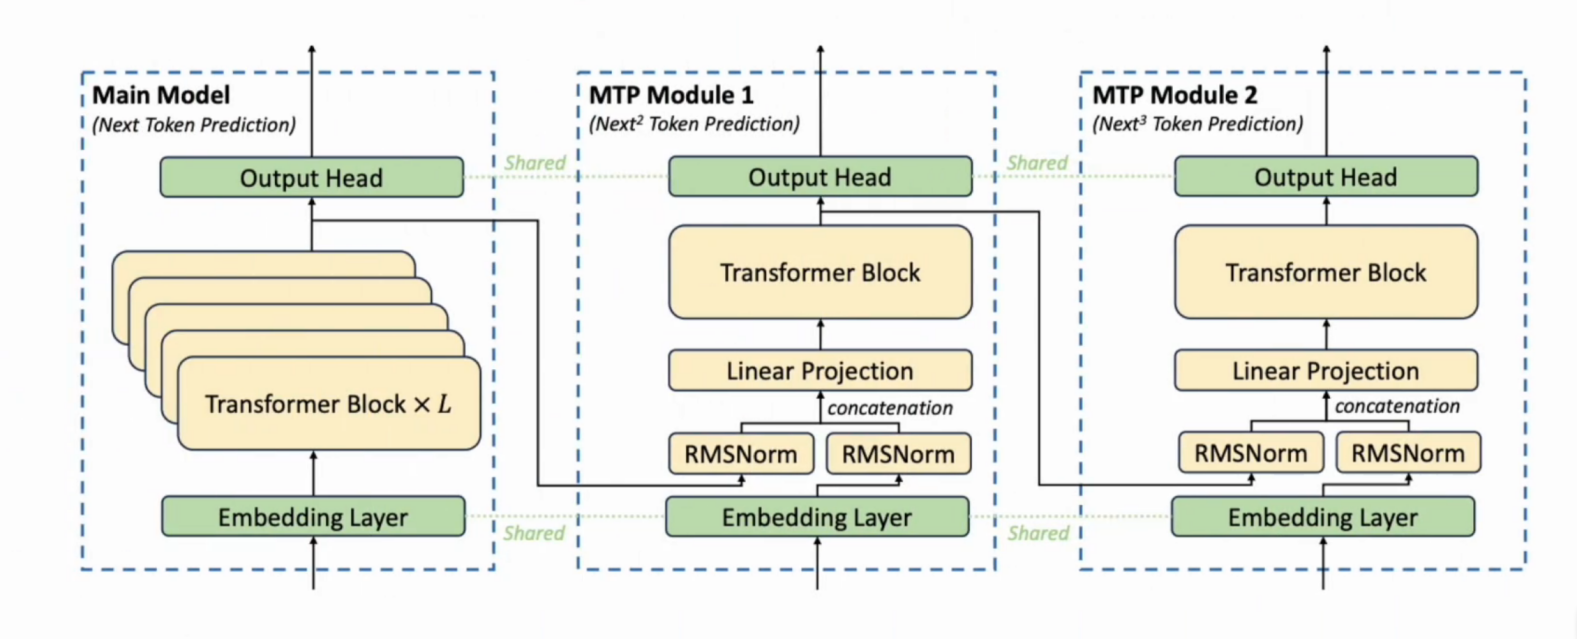 Main Model
(Next Token Prediction)
Output Head
Transformer Block × L
Embedding Layer
Shared
Shared
MTP Module 1
(Next² Token Prediction)
Output Head
Transformer Block
Linear Projection
concatenation
RMSNorm RMSNorm
Embedding Layer
Shared
Shared
MTP Module 2
(Next³ Token Prediction)
Output Head
Transformer Block
Linear Projection
concatenation
RMSNorm RMSNorm
Embedding Layer